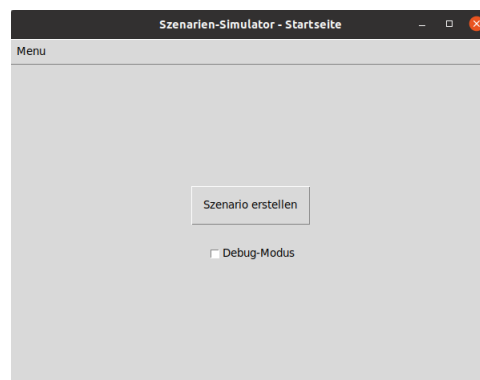 Szenarien-Simulator - Startseite
Menu
Szenario erstellen
Debug-Modus